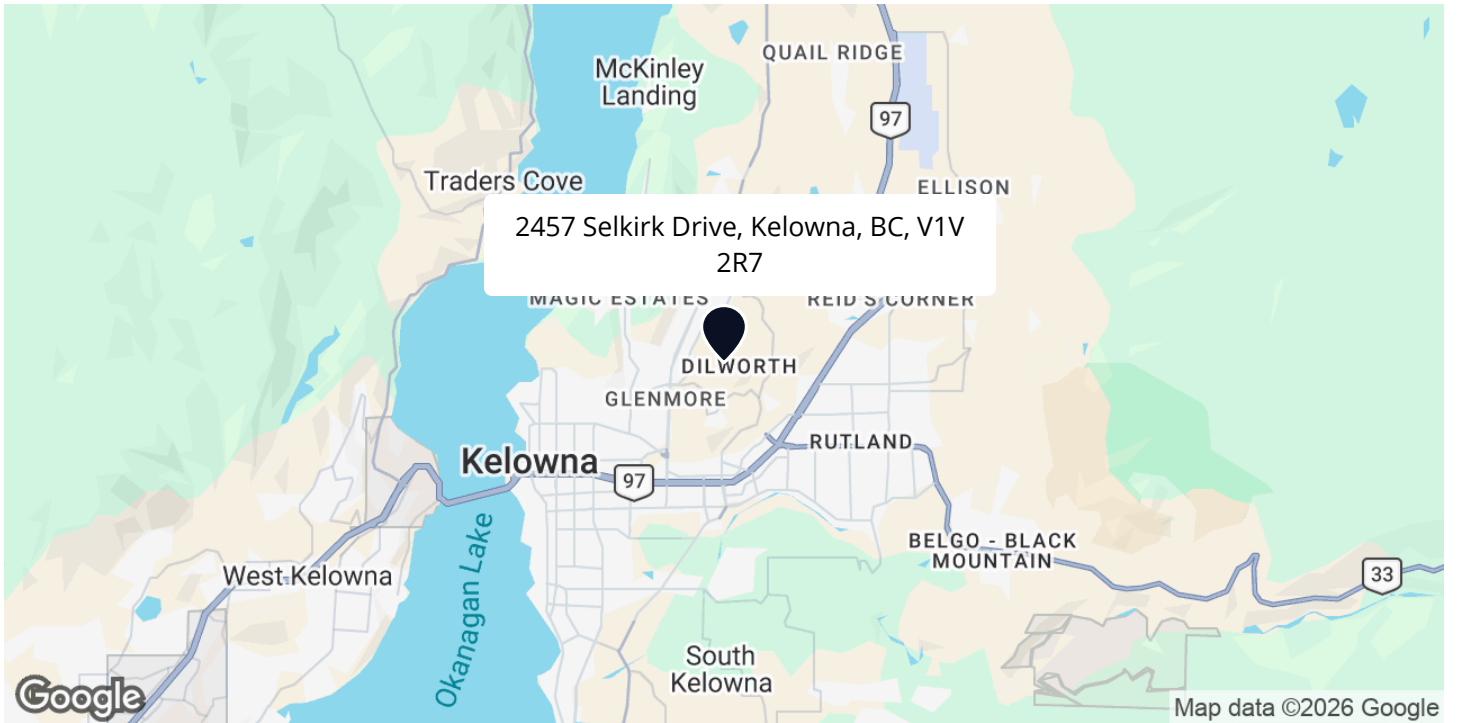 QUAIL RIDGE
McKinley
Landing
97
Traders Cove
ELLISON
2457 Selkirk Drive, Kelowna, BC, V1V
2R7
MAGIC ESTATES
REID'S CORNER
DILWORTH
GLENMORE
RUTLAND
Kelowna
97
Okanagan Lake
BELGO - BLACK
MOUNTAIN
West Kelowna
33
South
Kelowna
Google
Map data ©2026 Google